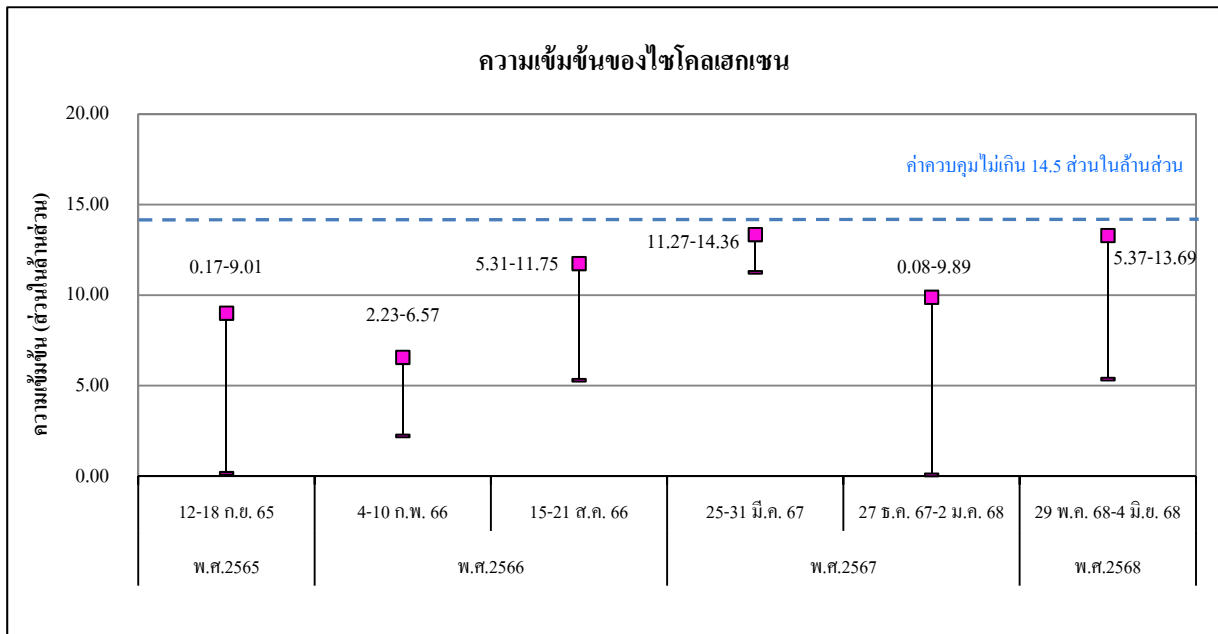 ความเข้มข้นของไซโคลเฮกเซน
ความเข้มข้น (ส่วนในล้านส่วน)
20.00
15.00
10.00
5.00
0.00
ค่าควบคุมไม่เกิน 14.5 ส่วนในล้านส่วน
0.17-9.01
2.23-6.57
5.31-11.75
11.27-14.36
0.08-9.89
5.37-13.69
12-18 ก.ย. 65
4-10 ก.พ. 66
15-21 ส.ค. 66
25-31 มี.ค. 67
27 ธ.ค. 67-2 ม.ค. 68
29 พ.ค. 68-4 มิ.ย. 68
พ.ศ.2565
พ.ศ.2566
พ.ศ.2567
พ.ศ.2568